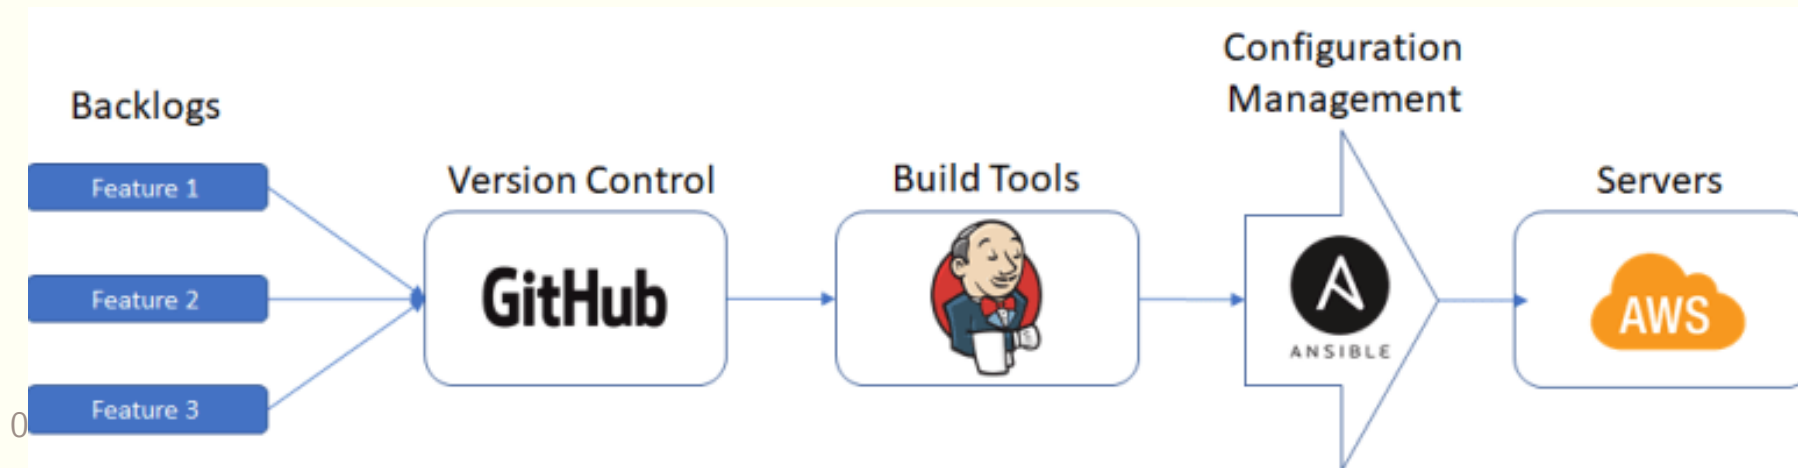 Configuration
Management
Backlogs
Version Control
Build Tools
Servers
Feature 1
Feature 2
Feature 3
GitHub
ANSIBLE
AWS
0